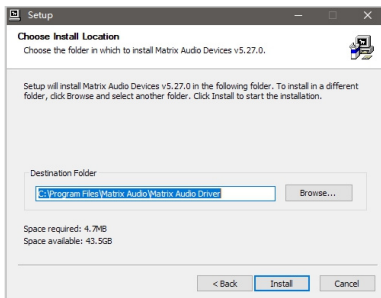 Setup
Choose Install Location
Choose the folder in which to install Matrix Audio Devices v5.27.0.
Setup will install Matrix Audio Devices v5.27.0 in the following folder. To install in a different
folder, click Browse and select another folder. Click Install to start the installation.
Destination Folder
C:\Program Files\Matrix Audio\Matrix Audio Driver
Browse...
Space required: 4.7MB
Space available: 43.5GB
< Back
Install
Cancel